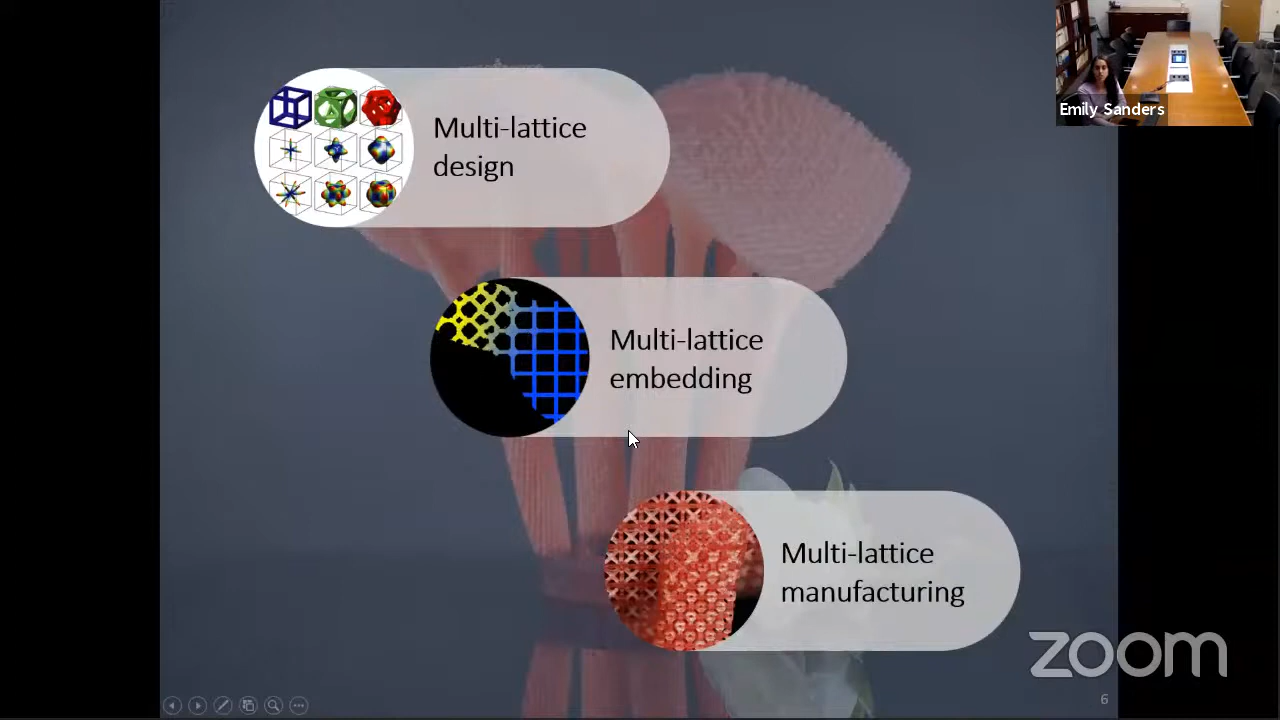 Emily Sanders
Multi-lattice
design
Multi-lattice
embedding
Multi-lattice
manufacturing
zoom
6